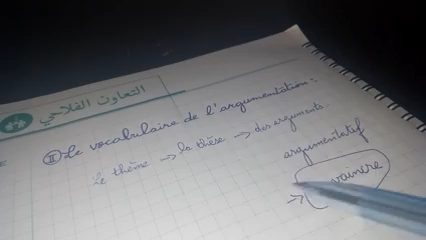 التعاون الفلاحي
II Le vocabulaire de l'argumentation :
Le thème → la thèse → des arguments.
argumentatif
→